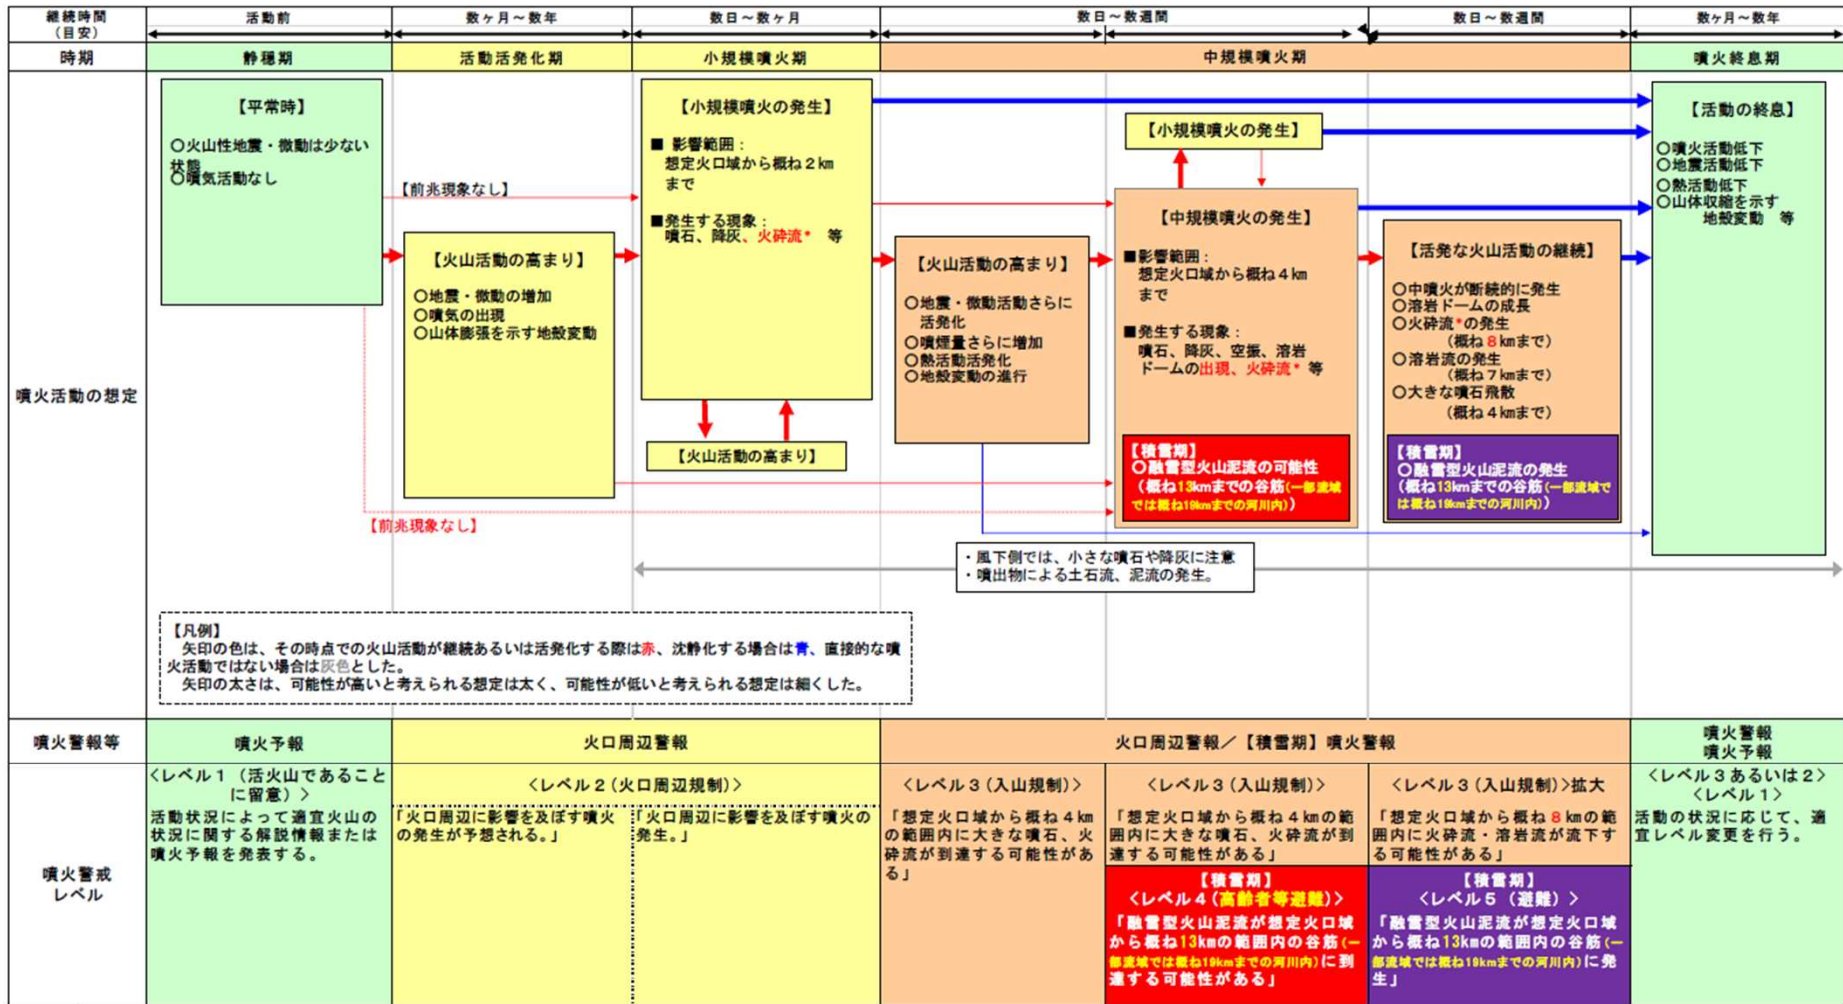 継続時間
(目安)
活動前
数ヶ月～数年
数日～数ヶ月
数日～数週間
数日～数週間
数ヶ月～数年
時期
静穏期
活動活発化期
小規模噴火期
中規模噴火期
噴火終息期
噴火活動の想定
【平常時】
○火山性地震・微動は少ない
状態
○噴気活動なし
【前兆現象なし】
【前兆現象なし】
【火山活動の高まり】
○地震・微動の増加
○噴気の出現
○山体膨張を示す地殻変動
【小規模噴火の発生】
■ 影響範囲：
想定火口域から概ね２km
まで
■発生する現象：
噴石、降灰、火砕流* 等
【火山活動の高まり】
【火山活動の高まり】
○地震・微動活動さらに
活発化
○噴煙量さらに増加
○熱活動活発化
○地殻変動の進行
【小規模噴火の発生】
【中規模噴火の発生】
■影響範囲：
想定火口域から概ね４km
まで
■発生する現象：
噴石、降灰、空振、溶岩
ドームの出現、火砕流* 等
【積雪期】
○融雪型火山泥流の可能性
（概ね13kmまでの谷筋(一部流域
では概ね19kmまでの河川内)）
【活発な火山活動の継続】
○中噴火が断続的に発生
○溶岩ドームの成長
○火砕流*の発生
（概ね８kmまで）
○溶岩流の発生
（概ね７kmまで）
○大きな噴石飛散
（概ね４kmまで）
【積雪期】
○融雪型火山泥流の発生
（概ね13kmまでの谷筋(一部流域で
は概ね19kmまでの河川内)）
【活動の終息】
○噴火活動低下
○地震活動低下
○熱活動低下
○山体収縮を示す
地殻変動　等
・風下側では、小さな噴石や降灰に注意
・噴出物による土石流、泥流の発生。
【凡例】
矢印の色は、その時点での火山活動が継続あるいは活発化する際は赤、沈静化する場合は青、直接的な噴
火活動ではない場合は灰色とした。
矢印の太さは、可能性が高いと考えられる想定は太く、可能性が低いと考えられる想定は細くした。
噴火警報等
噴火予報
火口周辺警報
火口周辺警報／【積雪期】噴火警報
噴火警報
噴火予報
噴火警戒
レベル
＜レベル１（活火山であること
に留意）＞
活動状況によって適宜火山の
状況に関する解説情報または
噴火予報を発表する。
＜レベル２(火口周辺規制)＞
「火口周辺に影響を及ぼす噴火
の発生が予想される。」
「火口周辺に影響を及ぼす噴火の
発生。」
＜レベル３(入山規制)＞
「想定火口域から概ね４km
の範囲内に大きな噴石、火
砕流が到達する可能性があ
る」
＜レベル３(入山規制)＞
「想定火口域から概ね４kmの範
囲内に大きな噴石、火砕流が到
達する可能性がある」
【積雪期】
＜レベル４(高齢者等避難)＞
「融雪型火山泥流が想定火口域
から概ね13kmの範囲内の谷筋(一
部流域では概ね19kmまでの河川内)に到
達する可能性がある」
＜レベル３(入山規制)＞拡大
「想定火口域から概ね８kmの範
囲内に火砕流・溶岩流が流下す
る可能性がある」
【積雪期】
＜レベル５（避難）＞
「融雪型火山泥流が想定火口域
から概ね13kmの範囲内の谷筋(一
部流域では概ね19kmまでの河川内)に発
生」
＜レベル３あるいは２＞
＜レベル１＞
活動の状況に応じて、適
宜レベル変更を行う。